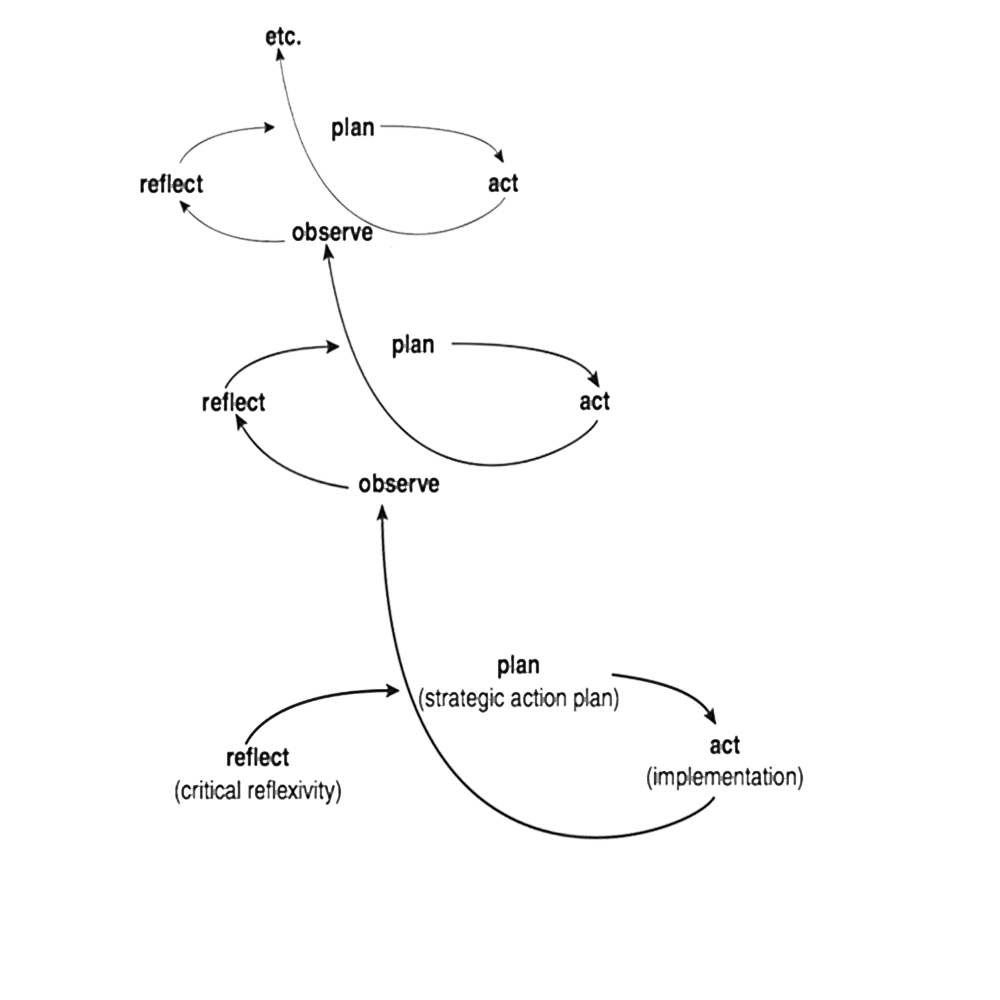 etc.
plan
reflect
act
observe
plan
reflect
act
observe
plan
(strategic action plan)
act
(implementation)
reflect
(critical reflexivity)